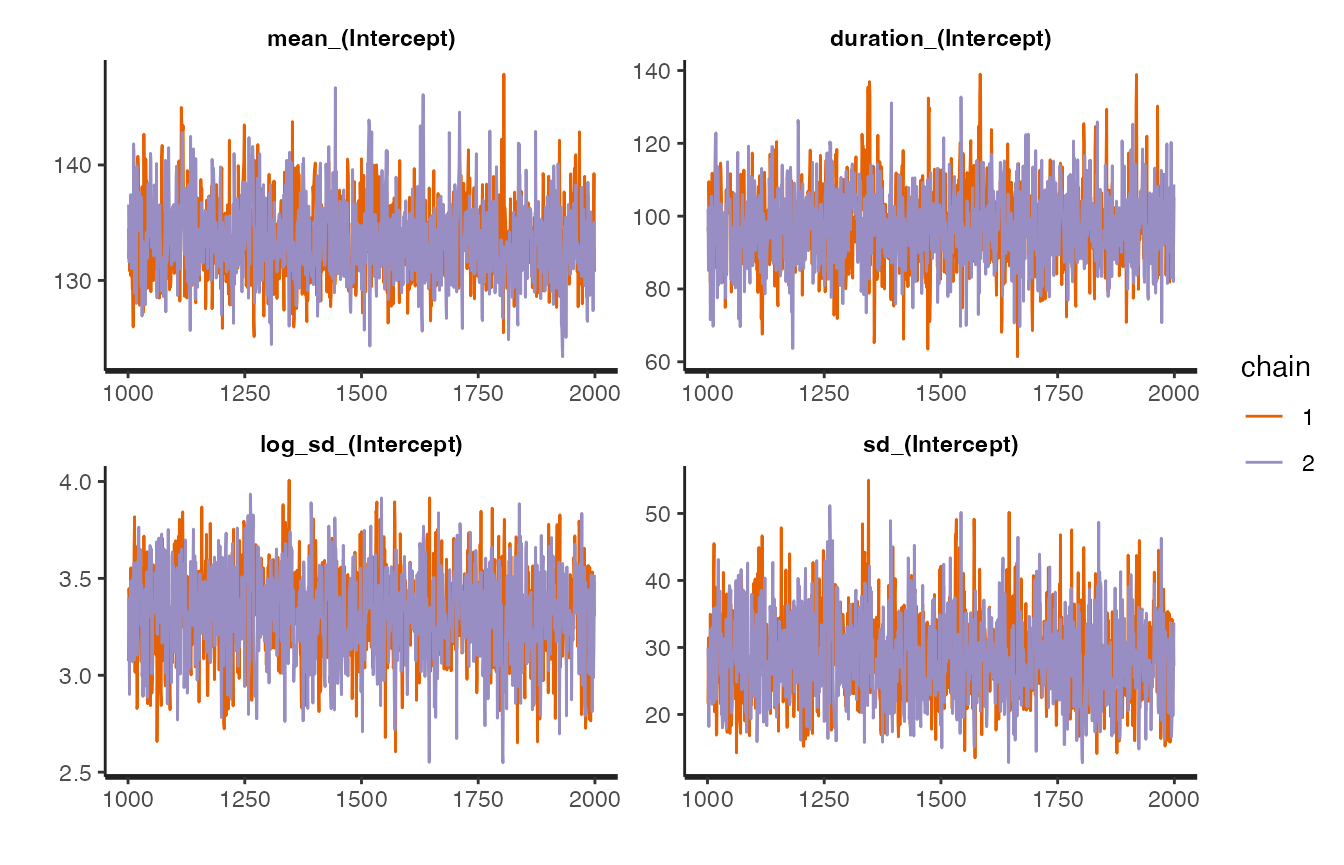 mean_(Intercept)
duration_(Intercept)
140
130
1000 1250 1500 1750 2000
140
120
100
80
60
1000 1250 1500 1750 2000
log_sd_(Intercept)
sd_(Intercept)
4.0
3.5
3.0
2.5
1000 1250 1500 1750 2000
50
40
30
20
1000 1250 1500 1750 2000
chain
1
2